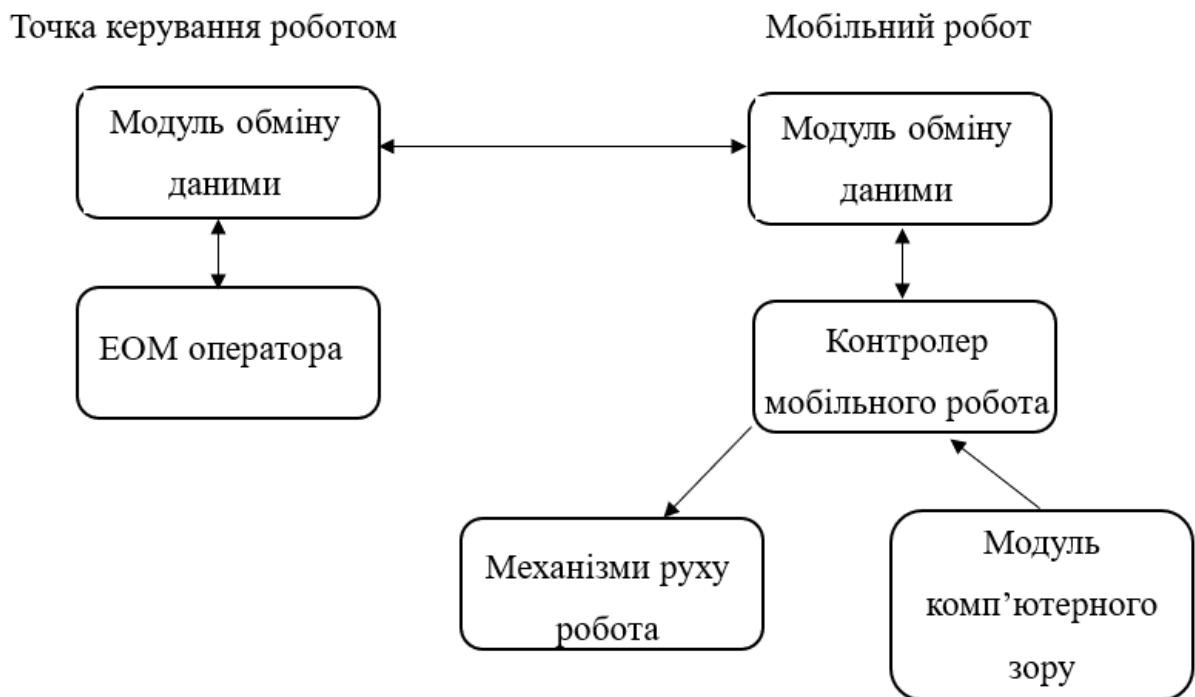 Точка керування роботом
Мобільний робот
Модуль обміну
даними
Модуль обміну
даними
ЕОМ оператора
Контролер
мобільного робота
Механізми руху
робота
Модуль
комп’ютерного
зору